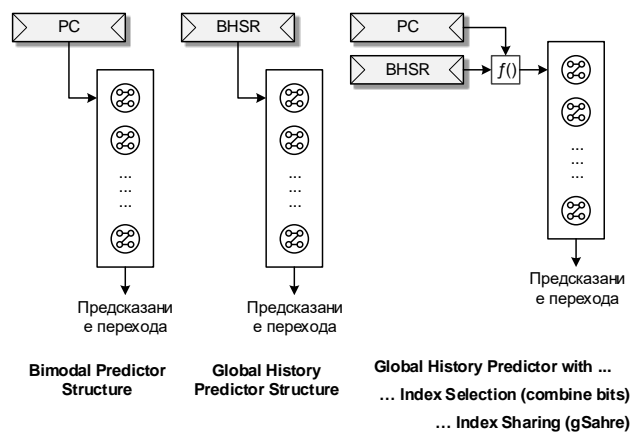 PC
BHSR
PC
BHSR
f()
...
...
...
...
...
...
Предсказани
е перехода
Предсказани
е перехода
Предсказани
е перехода
Bimodal Predictor
Structure
Global History
Predictor Structure
Global History Predictor with ...
... Index Selection (combine bits)
... Index Sharing (gSahre)